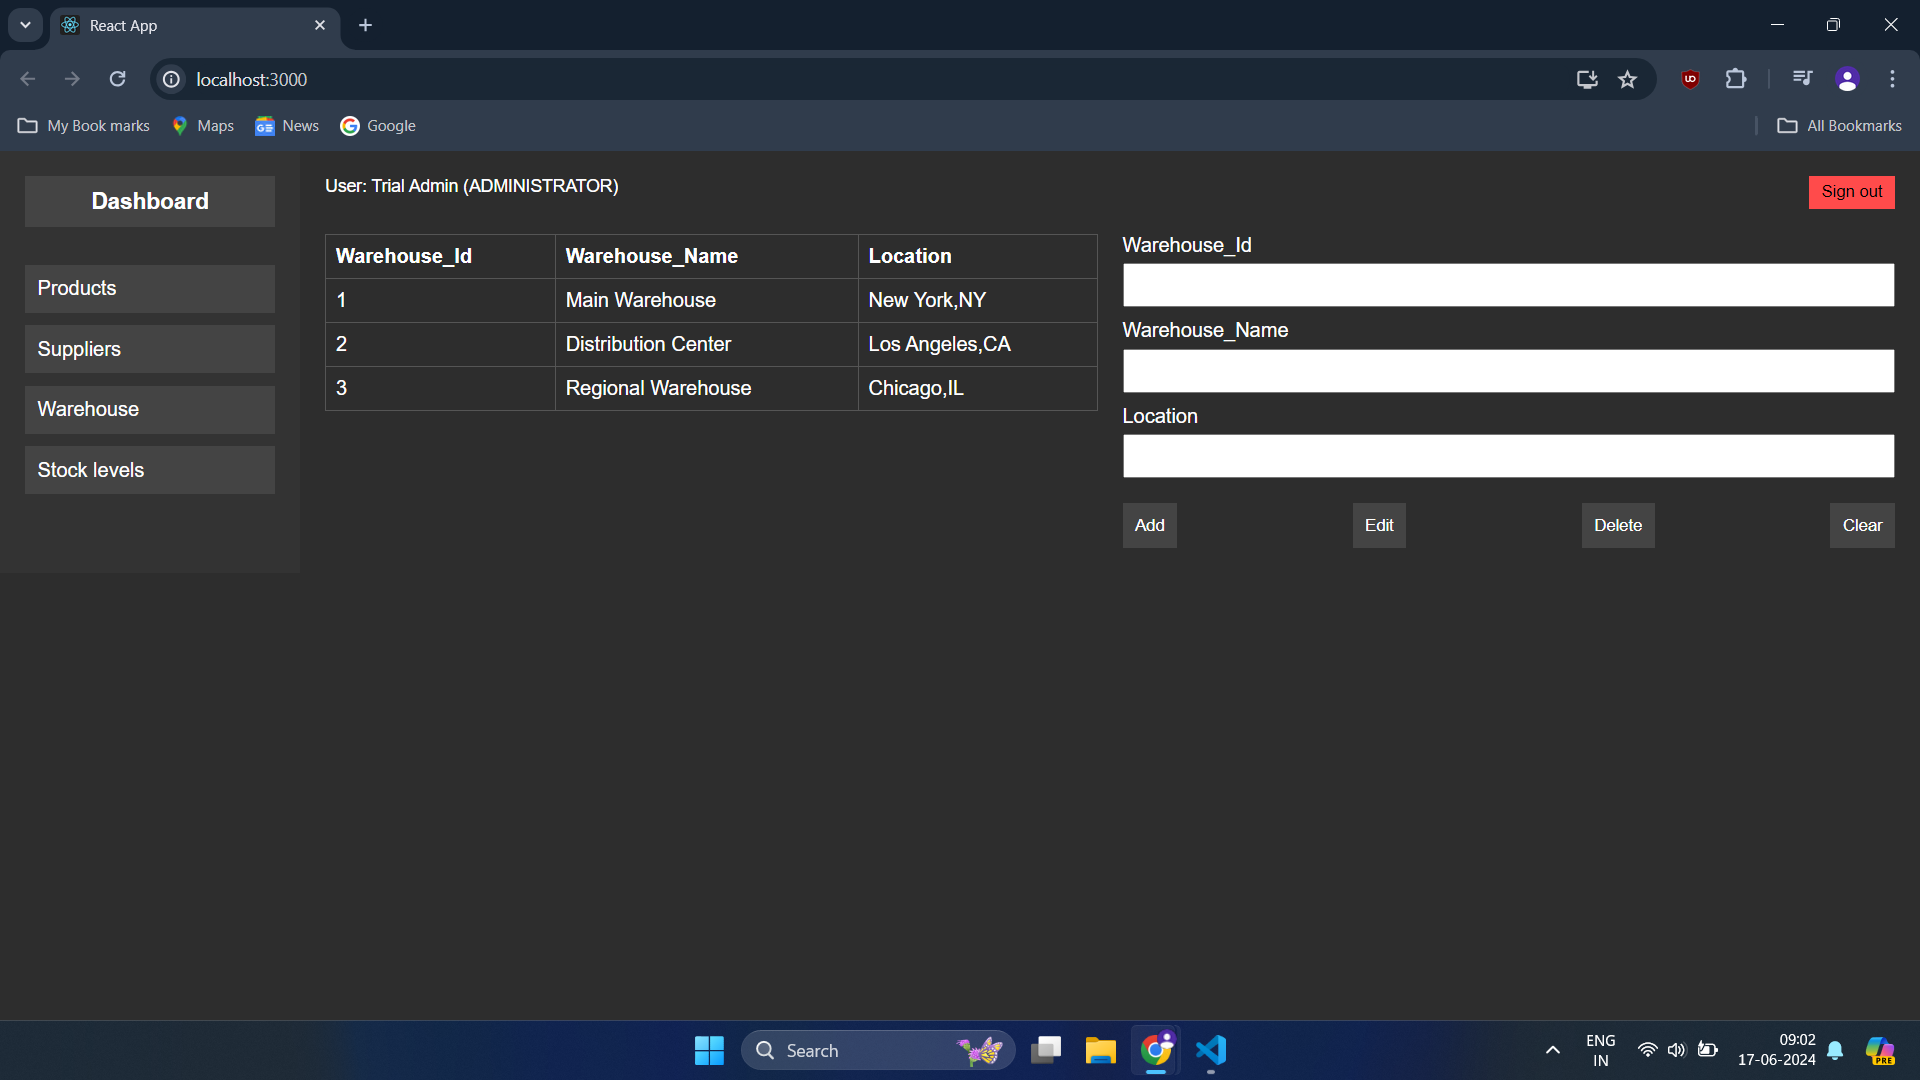 React App
localhost:3000
My Book marks
Maps
News
Google
All Bookmarks
Dashboard
User: Trial Admin (ADMINISTRATOR)
Sign out
Products
Suppliers
Warehouse
Stock levels
Warehouse_Id Warehouse_Name Location
1 Main Warehouse New York,NY
2 Distribution Center Los Angeles,CA
3 Regional Warehouse Chicago,IL
Warehouse_Id
Warehouse_Name
Location
Add Edit Delete Clear
Search
ENG
IN
09:02
17-06-2024
PRE